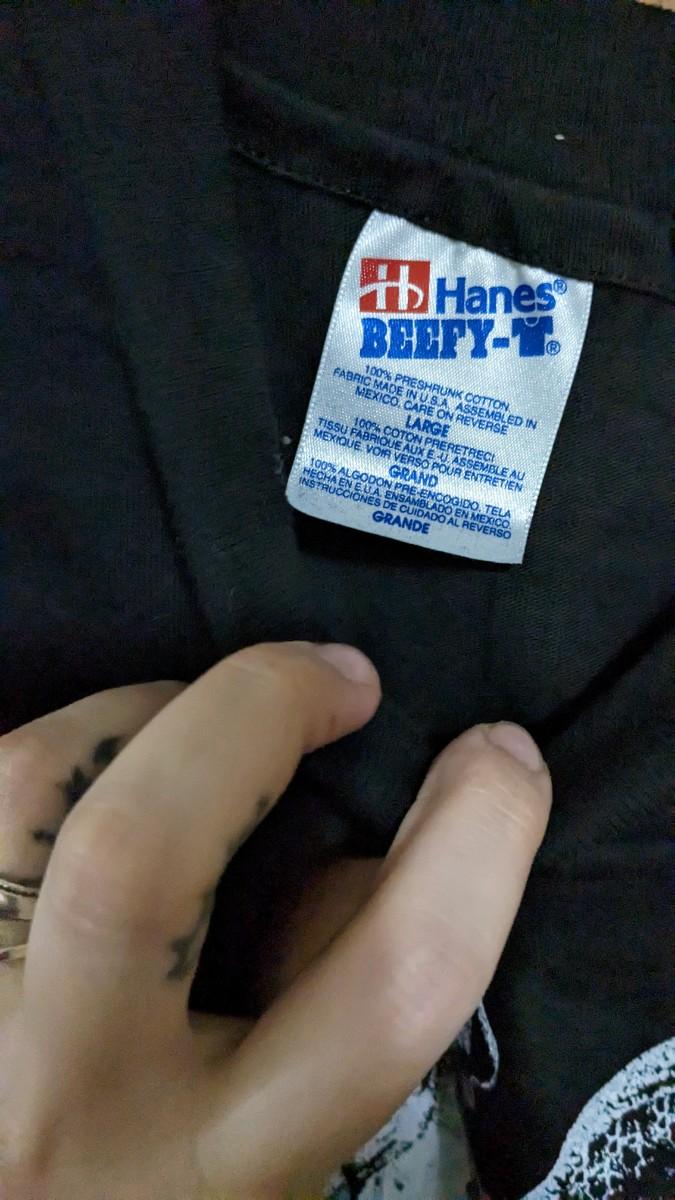 H Hanes®
BEEFY-T®
100% PRESHRUNK COTTON
FABRIC MADE IN U.S.A. ASSEMBLED IN
MEXICO. CARE ON REVERSE
LARGE
100% COTON PRERETRECI
TISSU FABRIQUE AUX E.-U. ASSEMBLE AU
MEXIQUE. VOIR VERSO POUR ENTRETIEN
GRAND
100% ALGODON PRE-ENCOGIDO. TELA
HECHA EN E.U.A. ENSAMBLADO EN MEXICO.
INSTRUCCIONES DE CUIDADO AL REVERSO
GRANDE